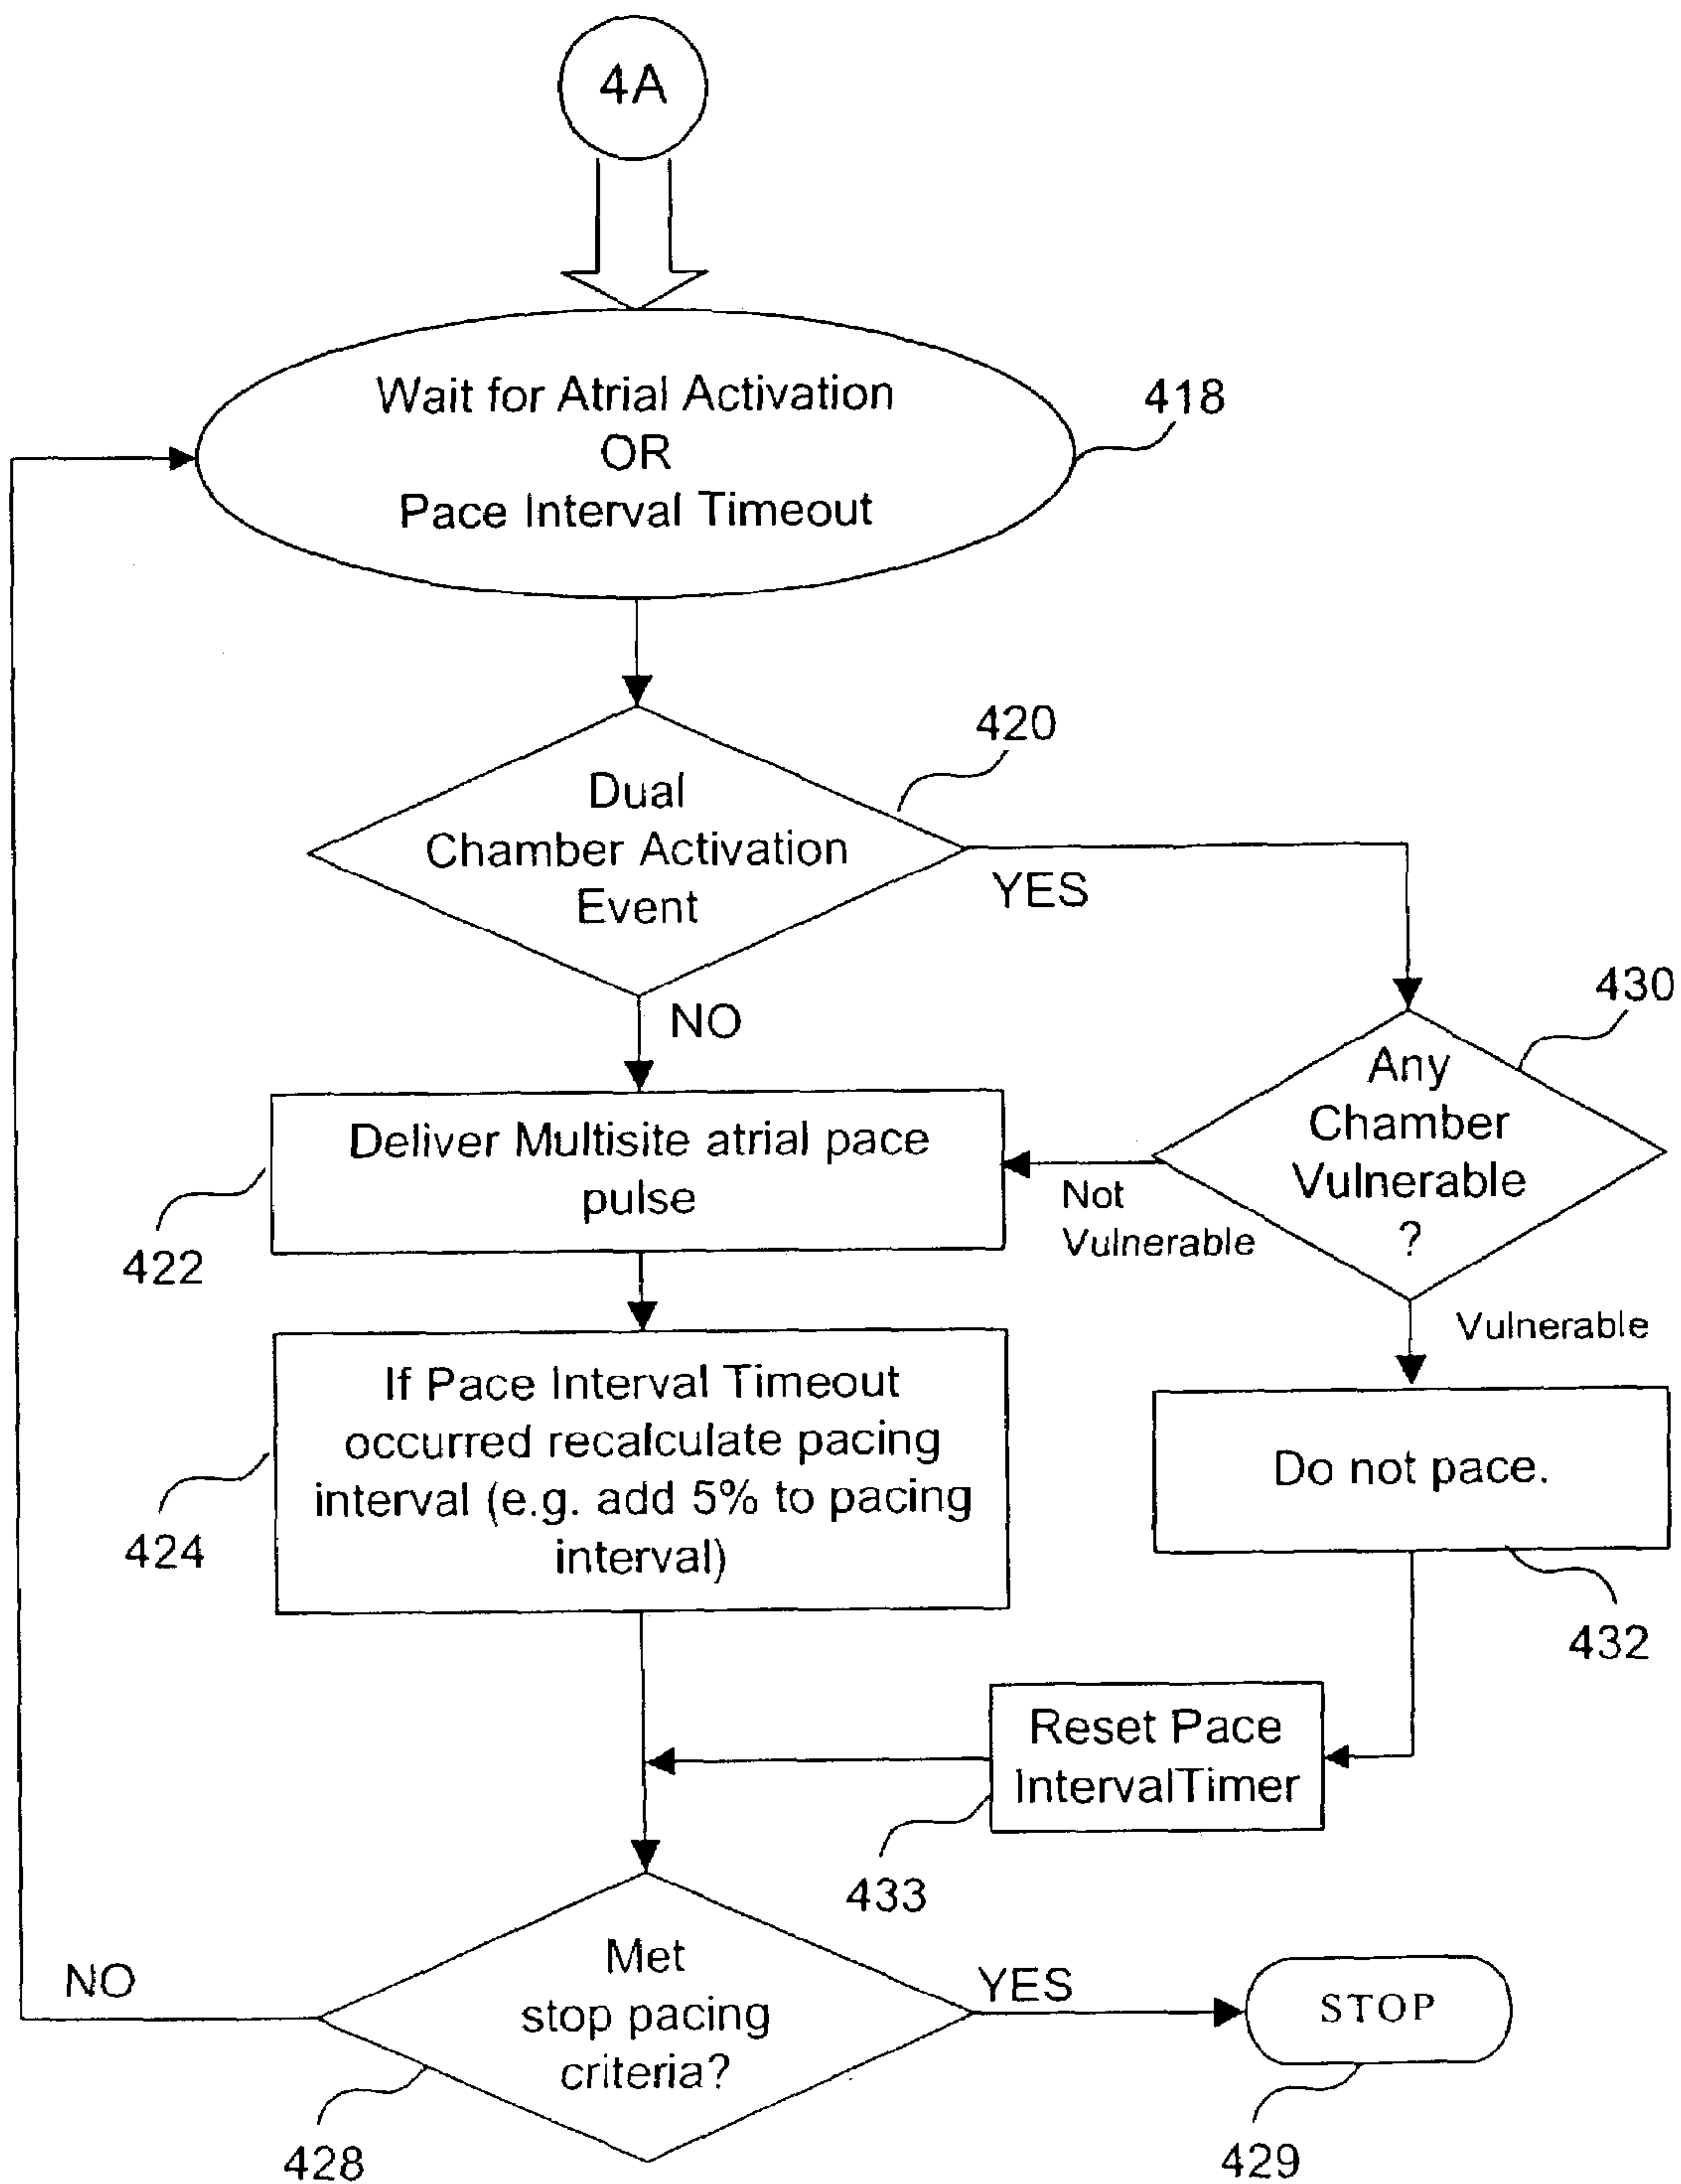 4A
Wait for Atrial Activation
OR
Pace Interval Timeout
418
Dual
Chamber Activation
Event
420
YES
NO
430
Any
Chamber
Vulnerable
?
Not
Vulnerable
Vulnerable
Deliver Multisite atrial pace
pulse
422
If Pace Interval Timeout
occurred recalculate pacing
interval (e.g. add 5% to pacing
interval)
424
Do not pace.
432
Reset Pace
IntervalTimer
433
Met
stop pacing
criteria?
NO
YES
STOP
428
429